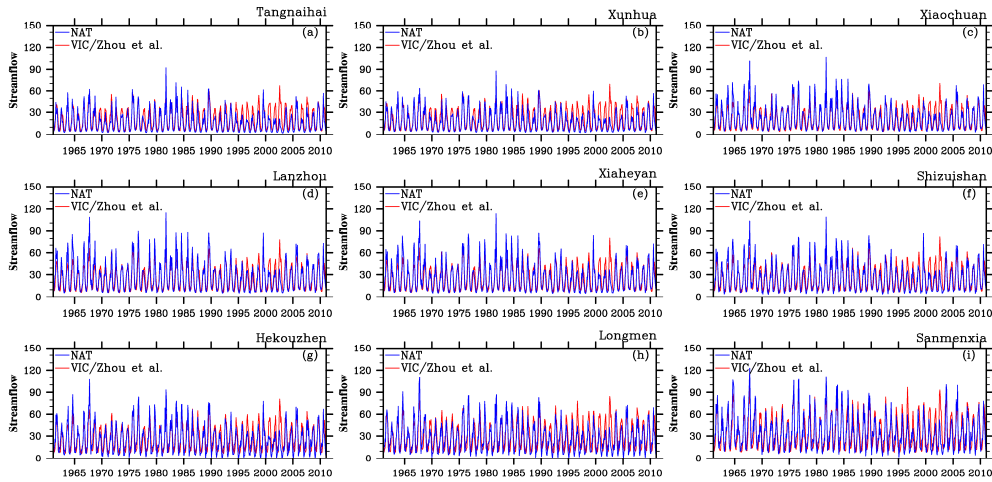 Tangnaihai
Xunhua
Xiaochuan
150
120
90
60
30
0
Streamflow
NAT
VIC/Zhou et al.
(a)
1965 1970 1975 1980 1985 1990 1995 2000 2005 2010
150
120
90
60
30
0
Streamflow
NAT
VIC/Zhou et al.
(b)
1965 1970 1975 1980 1985 1990 1995 2000 2005 2010
150
120
90
60
30
0
Streamflow
NAT
VIC/Zhou et al.
(c)
1965 1970 1975 1980 1985 1990 1995 2000 2005 2010
Lanzhou
Xiaheyan
Shizuishan
150
120
90
60
30
0
Streamflow
NAT
VIC/Zhou et al.
(d)
1965 1970 1975 1980 1985 1990 1995 2000 2005 2010
150
120
90
60
30
0
Streamflow
NAT
VIC/Zhou et al.
(e)
1965 1970 1975 1980 1985 1990 1995 2000 2005 2010
150
120
90
60
30
0
Streamflow
NAT
VIC/Zhou et al.
(f)
1965 1970 1975 1980 1985 1990 1995 2000 2005 2010
Hekouzhen
Longmen
Sanmenxia
150
120
90
60
30
0
Streamflow
NAT
VIC/Zhou et al.
(g)
1965 1970 1975 1980 1985 1990 1995 2000 2005 2010
150
120
90
60
30
0
Streamflow
NAT
VIC/Zhou et al.
(h)
1965 1970 1975 1980 1985 1990 1995 2000 2005 2010
150
120
90
60
30
0
Streamflow
NAT
VIC/Zhou et al.
(i)
1965 1970 1975 1980 1985 1990 1995 2000 2005 2010